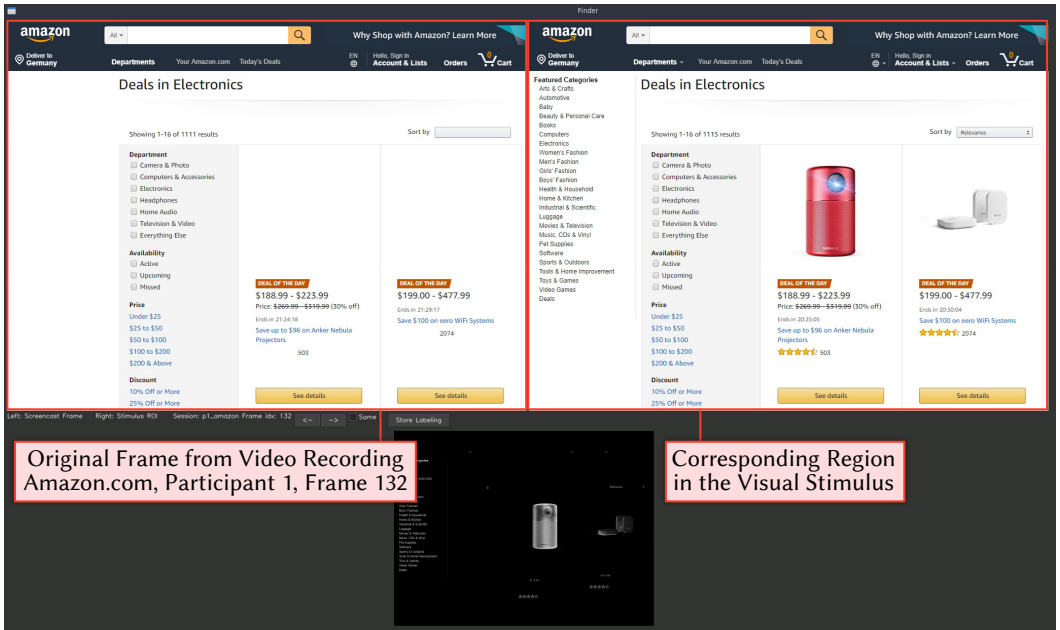 Finder
amazon
All
Why Shop with Amazon? Learn More
Deliver to
Germany
Departments Your Amazon.com Today's Deals
EN
Hello, Sign in
Account & Lists Orders 0 Cart
Deals in Electronics
Showing 1-16 of 1111 results
Sort by
Department
Camera & Photo
Computers & Accessories
Electronics
Headphones
Home Audio
Television & Video
Everything Else
Availability
Active
Upcoming
Missed
Price
Under $25
$25 to $50
$50 to $100
$100 to $200
$200 & Above
Discount
10% Off or More
25% Off or More
DEAL OF THE DAY
$188.99 - $223.99
Price: $269.99 - $319.99 (30% off)
Ends in 21:24:18
Save up to $96 on Anker Nebula
Projectors
503
See details
DEAL OF THE DAY
$199.00 - $477.99
Ends in 21:29:17
Save $100 on eero WiFi Systems
2074
See details
amazon
All
Why Shop with Amazon? Learn More
Deliver to
Germany
Departments Your Amazon.com Today's Deals
EN
Hello, Sign in
Account & Lists Orders 0 Cart
Featured Categories
Arts & Crafts
Automotive
Baby
Beauty & Personal Care
Books
Computers
Electronics
Women's Fashion
Men's Fashion
Girls' Fashion
Boys' Fashion
Health & Household
Home & Kitchen
Industrial & Scientific
Luggage
Movies & Television
Music, CDs & Vinyl
Pet Supplies
Software
Sports & Outdoors
Tools & Home Improvement
Toys & Games
Video Games
Deals
Deals in Electronics
Showing 1-16 of 1115 results
Sort by Relevance
Department
Camera & Photo
Computers & Accessories
Electronics
Headphones
Home Audio
Television & Video
Everything Else
Availability
Active
Upcoming
Missed
Price
Under $25
$25 to $50
$50 to $100
$100 to $200
$200 & Above
Discount
10% Off or More
25% Off or More
DEAL OF THE DAY
$188.99 - $223.99
Price: $269.99 - $319.99 (30% off)
Ends in 20:25:05
Save up to $96 on Anker Nebula
Projectors
503
See details
DEAL OF THE DAY
$199.00 - $477.99
Ends in 20:30:04
Save $100 on eero WiFi Systems
2074
See details
Left: Screencast Frame Right: Stimulus ROI Session: p1_amazon Frame idx: 132 <- -> Same Store Labeling
Original Frame from Video Recording
Amazon.com, Participant 1, Frame 132
Corresponding Region
in the Visual Stimulus